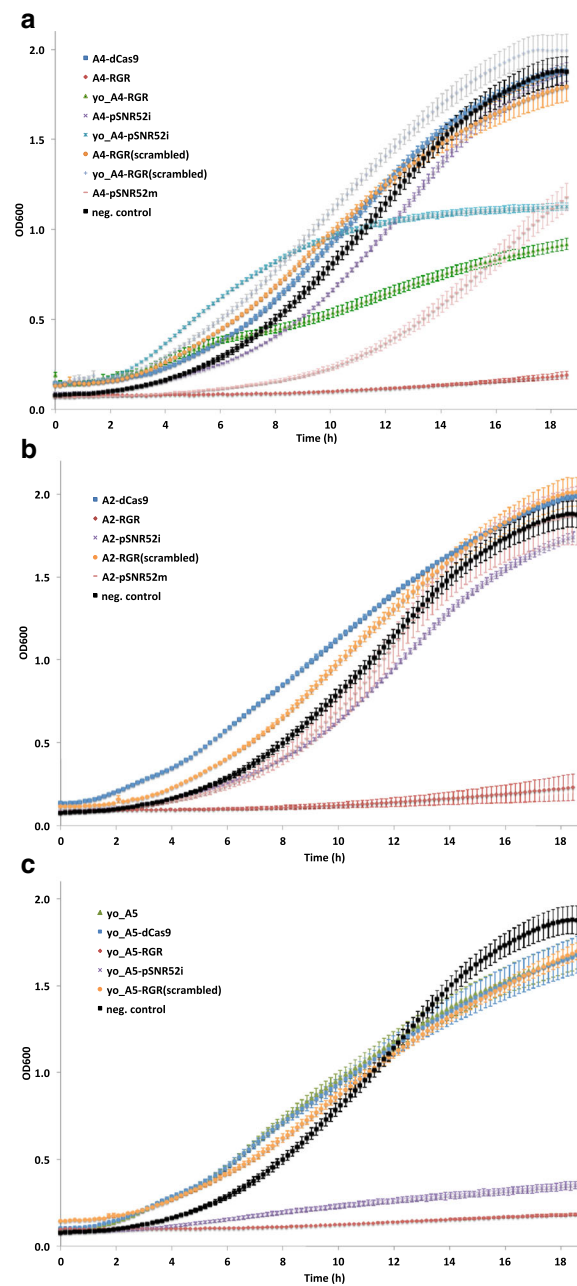 a
2.0
1.5
1.0
0.5
0.0
OD600
A4-dCas9
A4-RGR
yo_A4-RGR
A4-pSNR52i
yo_A4-pSNR52i
A4-RGR(scrambled)
yo_A4-RGR(scrambled)
A4-pSNR52m
neg. control
0 2 4 6 8 10 12 14 16 18
Time (h)
b
2.0
1.5
1.0
0.5
0.0
OD600
A2-dCas9
A2-RGR
A2-pSNR52i
A2-RGR(scrambled)
A2-pSNR52m
neg. control
0 2 4 6 8 10 12 14 16 18
Time (h)
c
2.0
1.5
1.0
0.5
0.0
OD600
yo_A5
yo_A5-dCas9
yo_A5-RGR
yo_A5-pSNR52i
yo_A5-RGR(scrambled)
neg. control
0 2 4 6 8 10 12 14 16 18
Time (h)